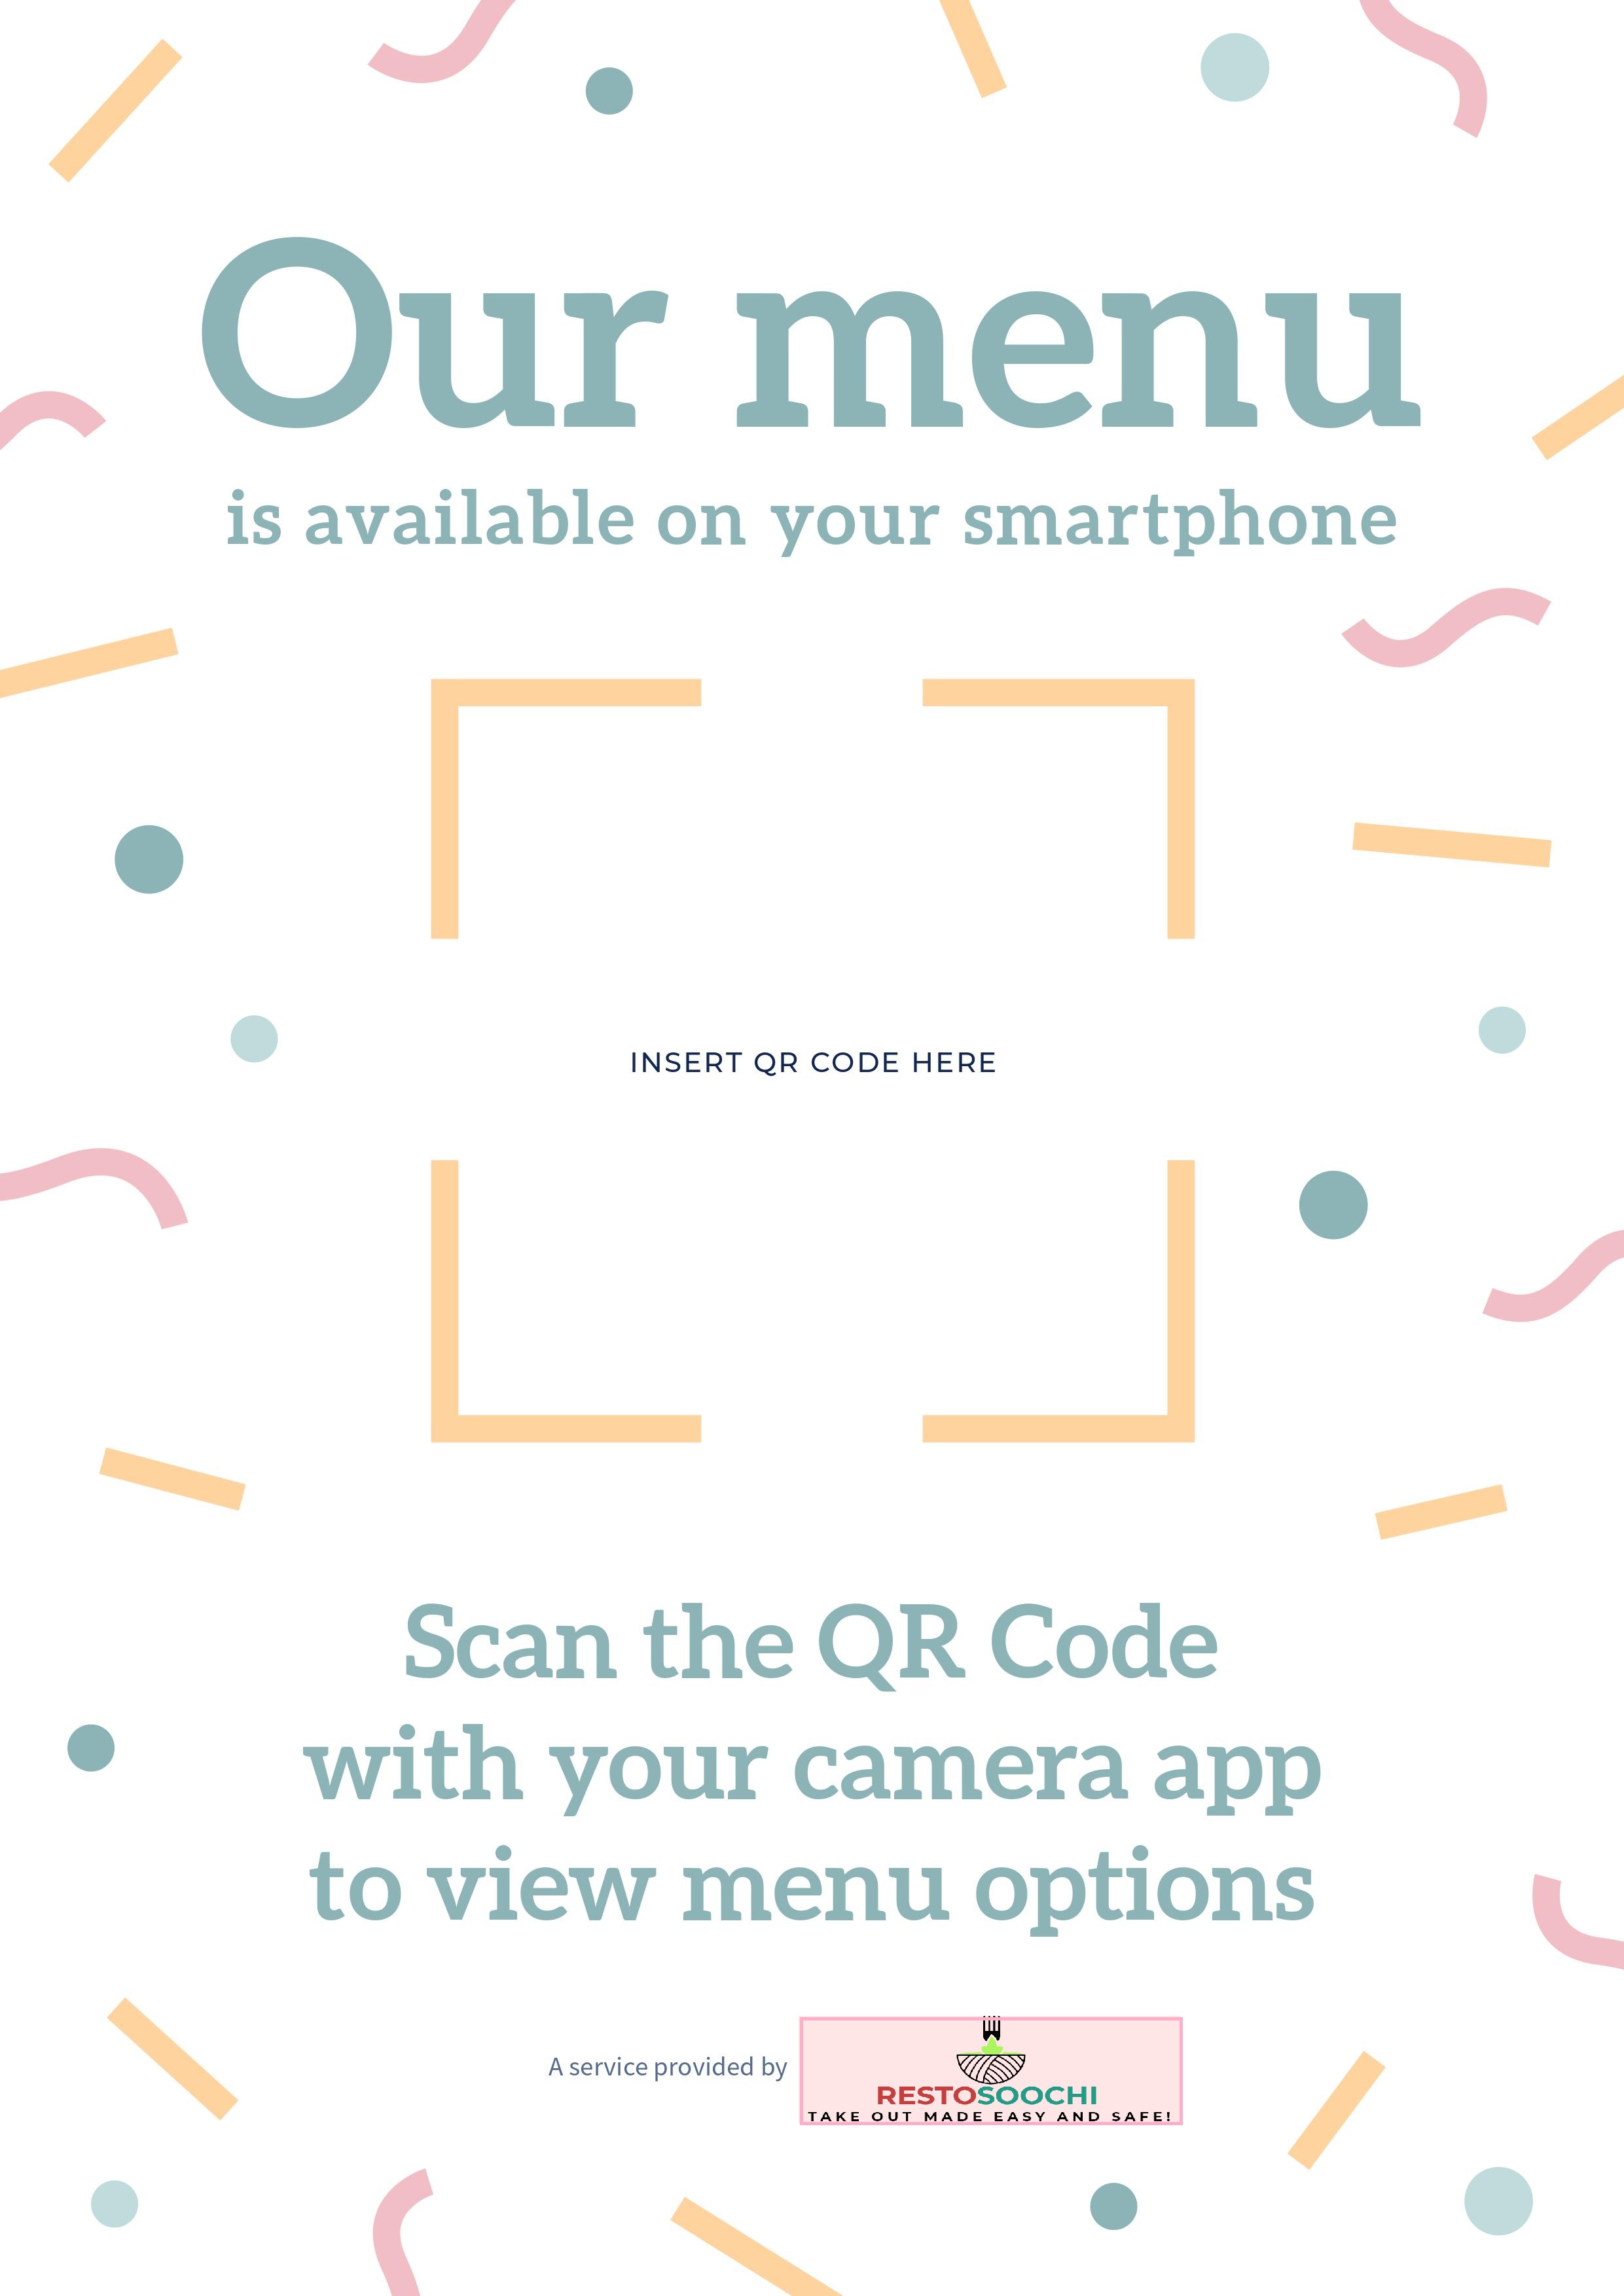 Our menu
is available on your smartphone
INSERT QR CODE HERE
Scan the QR Code
with your camera app
to view menu options
A service provided by
RESTOSOOCHI
TAKE OUT MADE EASY AND SAFE!